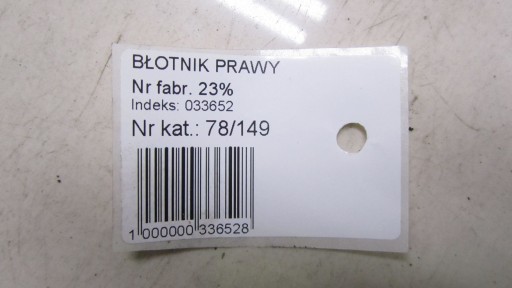 BŁOTNIK PRAWY
Nr fabr. 23%
Indeks: 033652
Nr kat.: 78/149
1 000000 336528